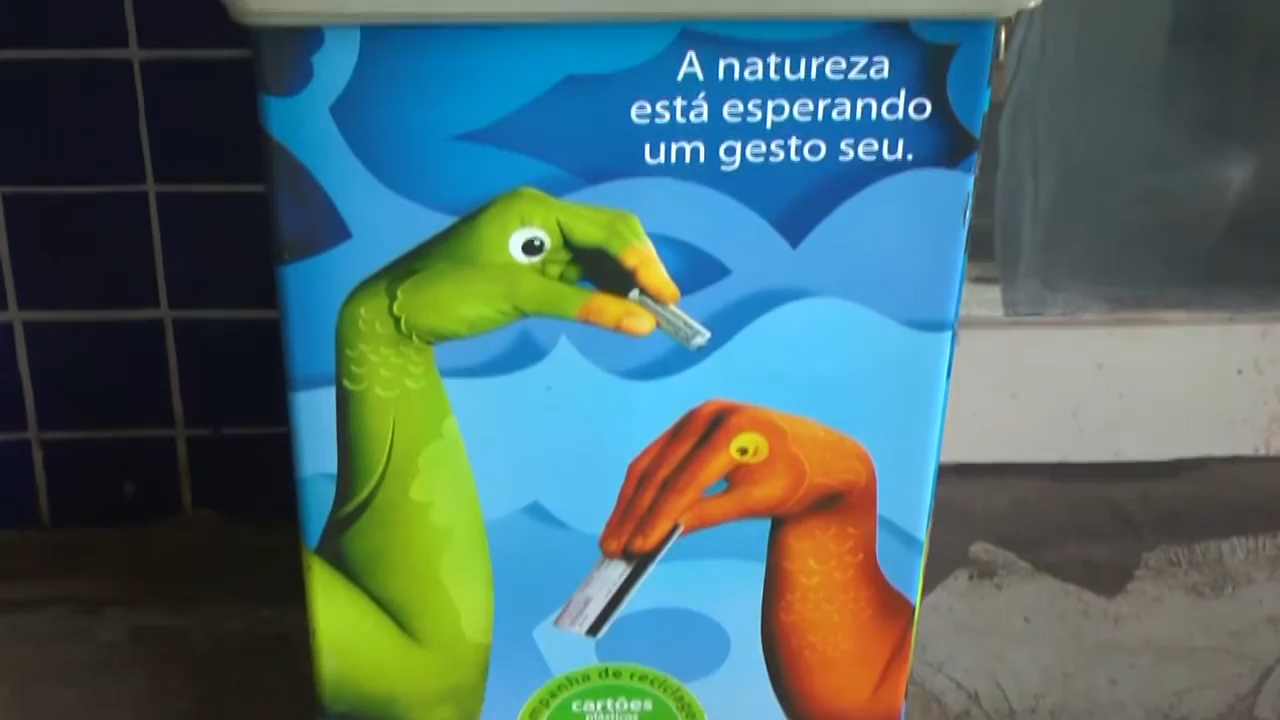 A natureza
está esperando
um gesto seu.
campanha de reciclagem
cartões
plásticos